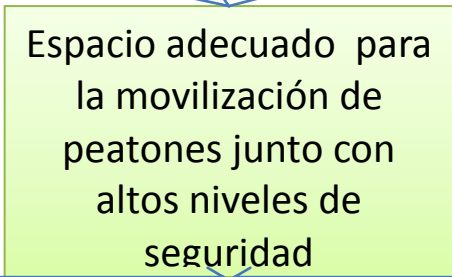 Espacio adecuado  para
la movilización de
peatones junto con
altos niveles de
seguridad